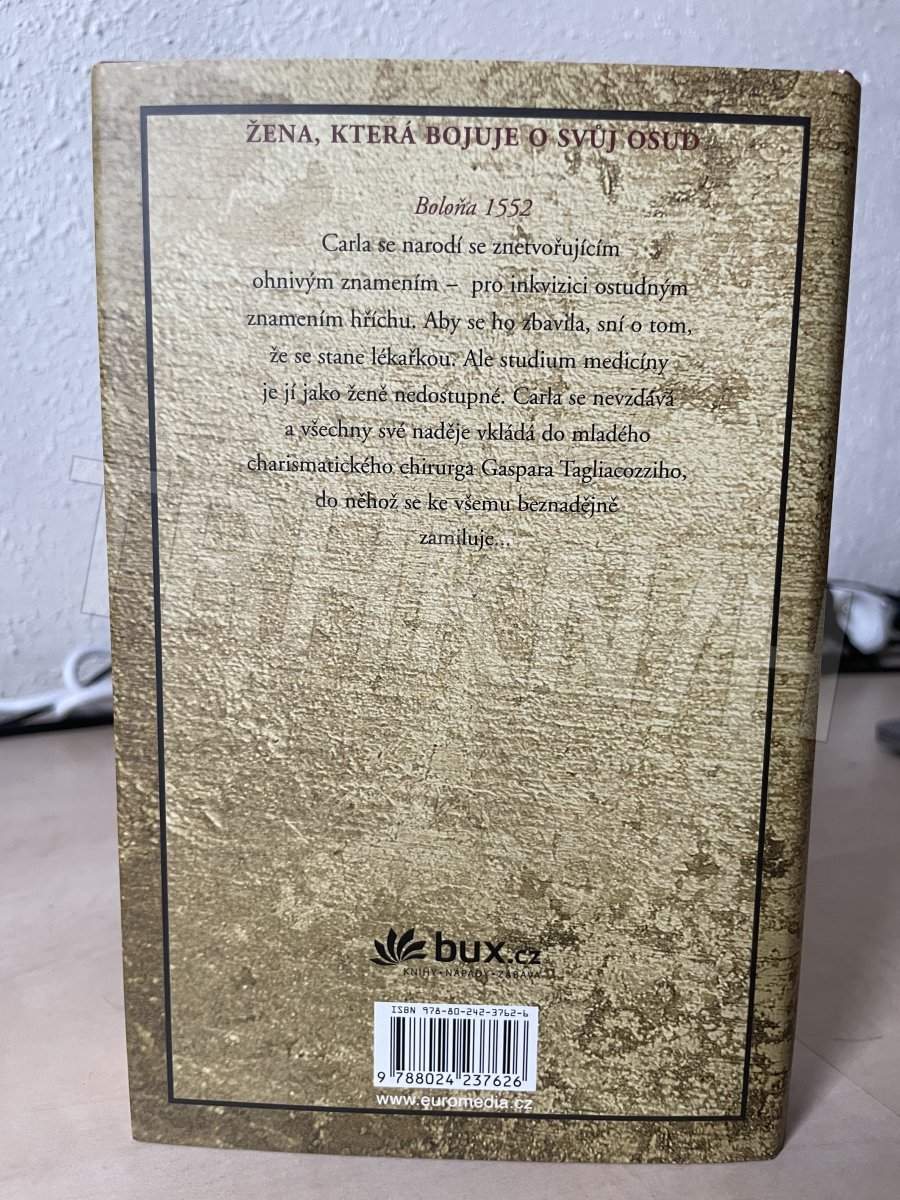 ŽENA, KTERÁ BOJUJE O SVŮJ OSUD
Boloňa 1552
Carla se narodí se znetvořujícím
ohnivým znamením – pro inkvizici ostudným
znamením hříchu. Aby se ho zbavila, sní o tom,
že se stane lékařkou. Ale studium medicíny
je jí jako ženě nedostupné. Carla se nevzdává
a všechny své naděje vkládá do mladého
charismatického chirurga Gaspara Tagliacozziho,
do něhož se ke všemu beznadějně
zamiluje...
bux.cz
KNIHY • NÁPADY • ZÁBAVA
ISBN 978-80-242-3762-6
9 788024 237626
www.euromedia.cz